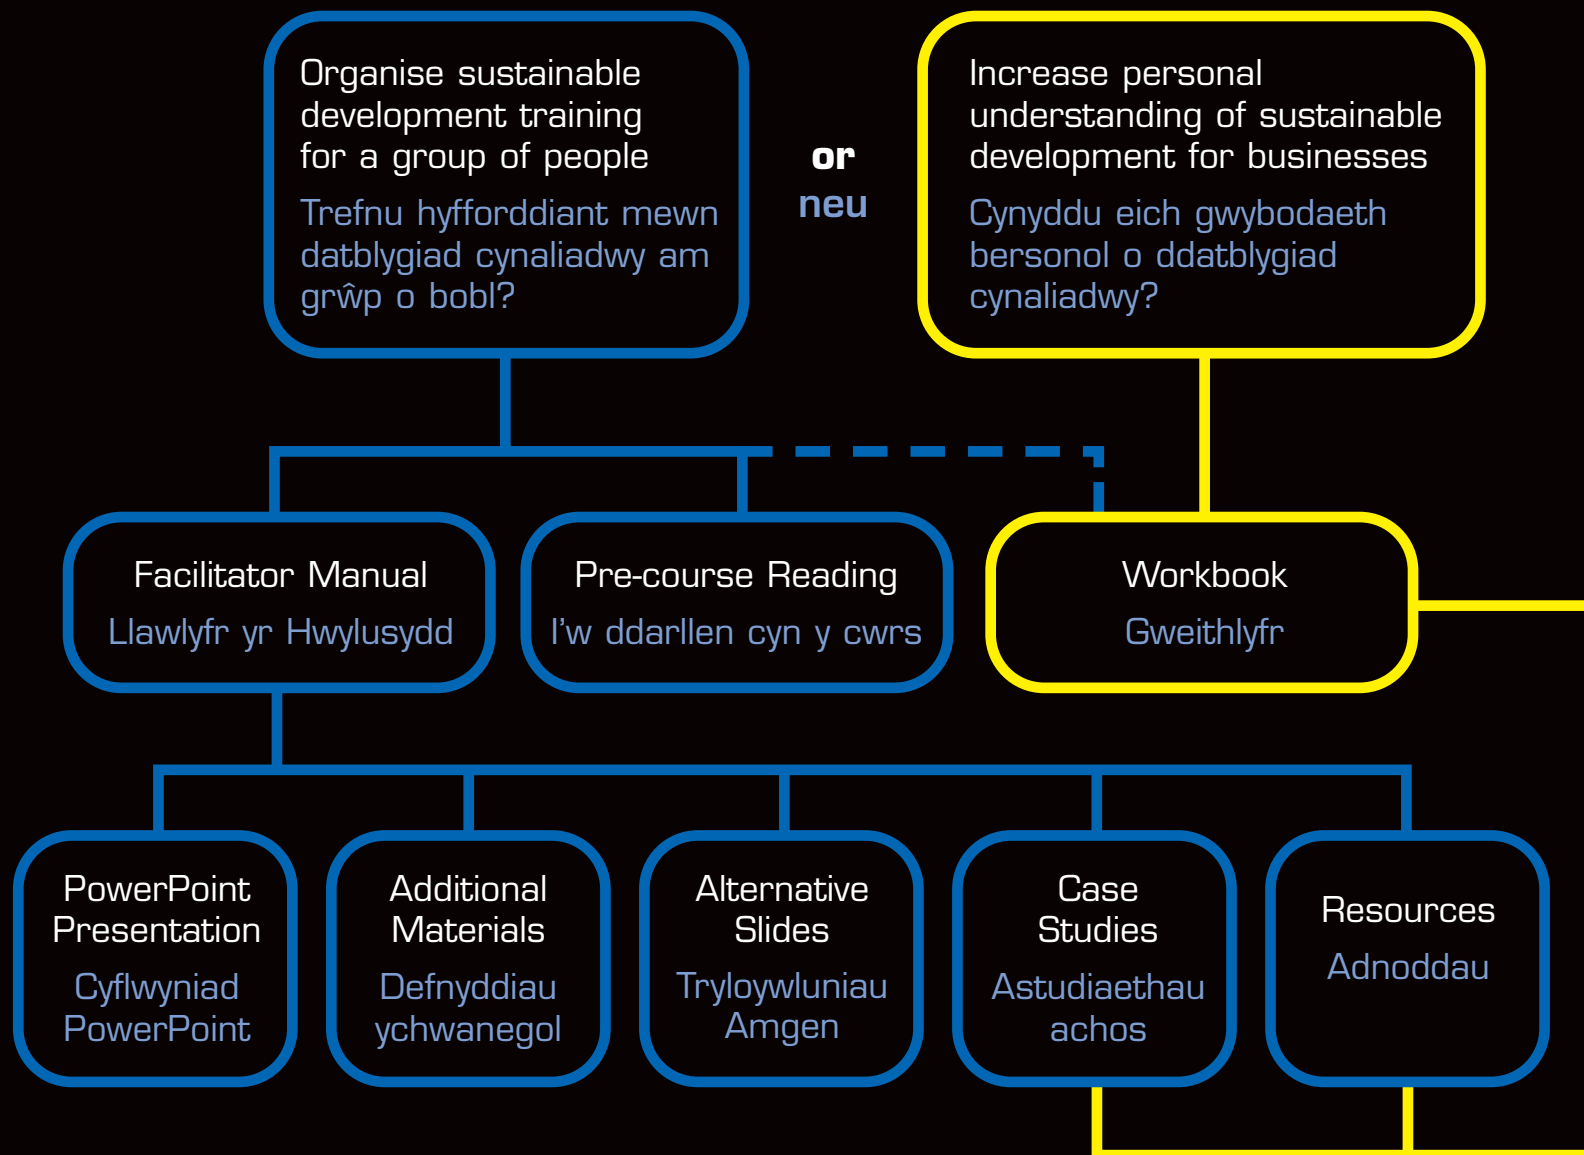 Organise sustainable
development training
for a group of people
Trefnu hyfforddiant mewn
datblygiad cynaliadwy am
grŵp o bobl?
or
neu
Increase personal
understanding of sustainable
development for businesses
Cynyddu eich gwybodaeth
bersonol o ddatblygiad
cynaliadwy?
Facilitator Manual
Llawlyfr yr Hwylusydd
Pre-course Reading
I'w ddarllen cyn y cwrs
Workbook
Gweithlyfr
PowerPoint
Presentation
Cyflwyniad
PowerPoint
Additional
Materials
Defnyddiau
ychwanegol
Alternative
Slides
Tryloywluniau
Amgen
Case
Studies
Astudiaethau
achos
Resources
Adnoddau